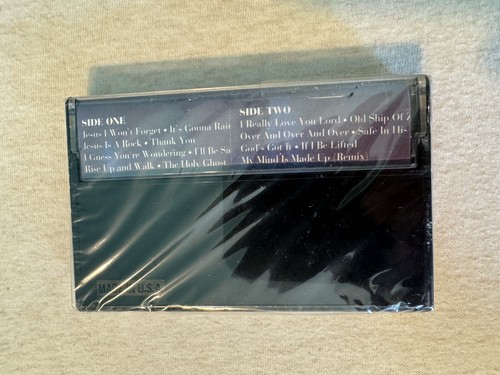 SIDE ONE
Jesus I Won't Forget • It's Gonna Rain
Jesus Is A Rock • Thank You
I Guess You're Wondering • I'll Be Sa
Rise Up and Walk • The Holy Ghost
SIDE TWO
I Really Love You Lord • Old Ship Of Z
Over And Over And Over • Safe In His
God's Got It • If I Be Lifted
My Mind Is Made Up (Remix)
MADE IN U.S.A.